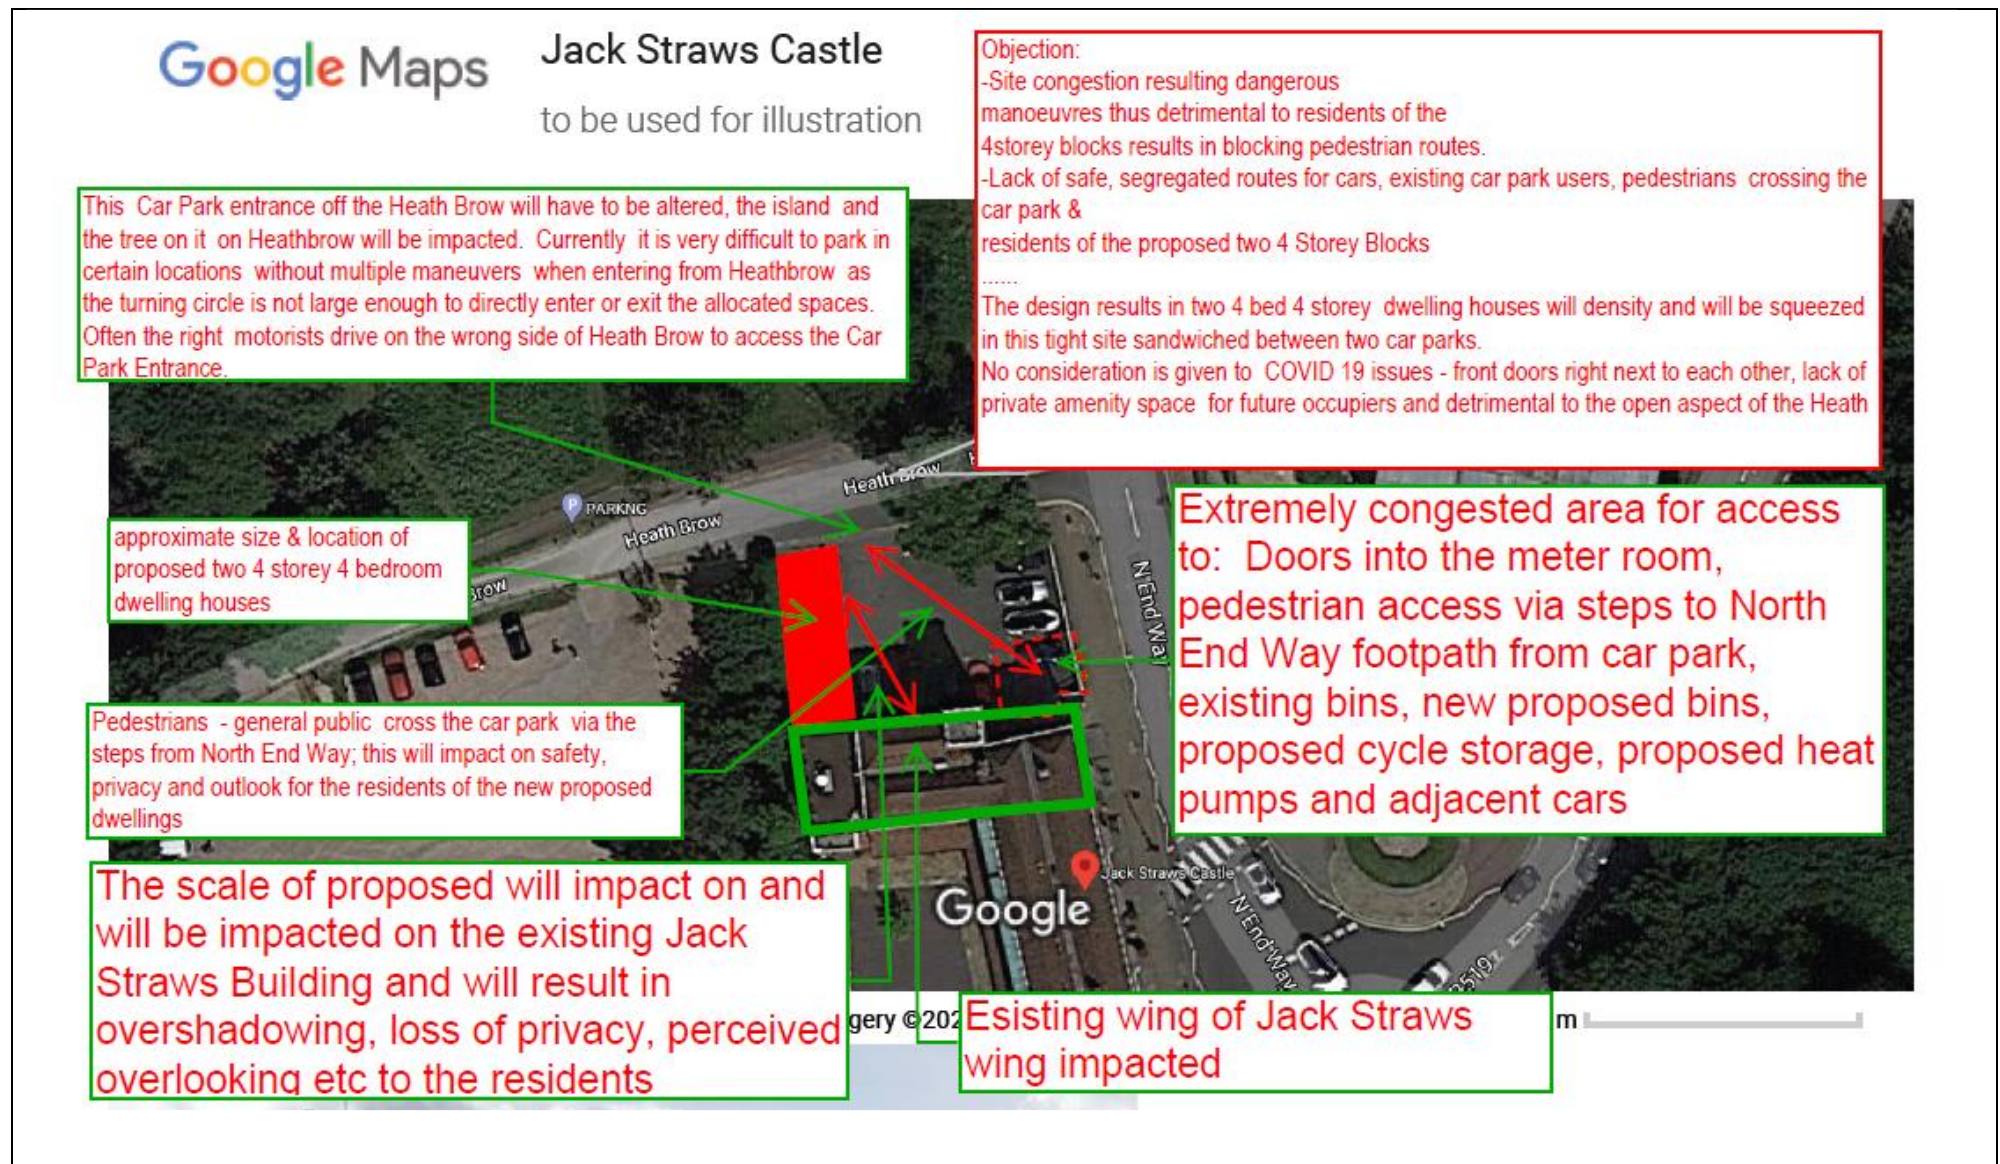 Google Maps
Jack Straws Castle
to be used for illustration
Objection:
-Site congestion resulting dangerous
manoeuvres thus detrimental to residents of the
4storey blocks results in blocking pedestrian routes.
-Lack of safe, segregated routes for cars, existing car park users, pedestrians crossing the
car park &
residents of the proposed two 4 Storey Blocks
......
The design results in two 4 bed 4 storey dwelling houses will density and will be squeezed
in this tight site sandwiched between two car parks.
No consideration is given to COVID 19 issues - front doors right next to each other, lack of
private amenity space for future occupiers and detrimental to the open aspect of the Heath
This Car Park entrance off the Heath Brow will have to be altered, the island and
the tree on it on Heathbrow will be impacted. Currently it is very difficult to park in
certain locations without multiple maneuvers when entering from Heathbrow as
the turning circle is not large enough to directly enter or exit the allocated spaces.
Often the right motorists drive on the wrong side of Heath Brow to access the Car
Park Entrance.
Heath Brow
P PARKNG
Heath Brow
approximate size & location of
proposed two 4 storey 4 bedroom
dwelling houses
Brow
N End Way
Extremely congested area for access
to: Doors into the meter room,
pedestrian access via steps to North
End Way footpath from car park,
existing bins, new proposed bins,
proposed cycle storage, proposed heat
pumps and adjacent cars
Pedestrians - general public cross the car park via the
steps from North End Way; this will impact on safety,
privacy and outlook for the residents of the new proposed
dwellings
The scale of proposed will impact on and
will be impacted on the existing Jack
Straws Building and will result in
overshadowing, loss of privacy, perceived
overlooking etc to the residents
Jack Straws Castle
Google
N End Way
3519
gery ©202
Esisting wing of Jack Straws
wing impacted
m